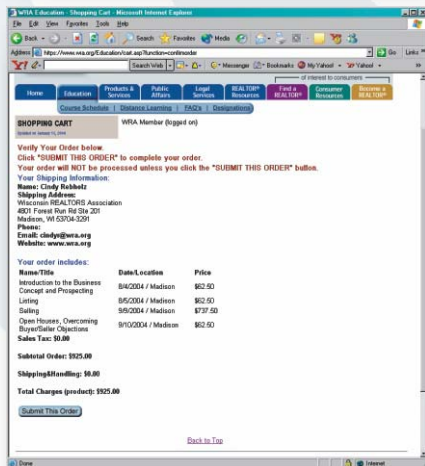 WRA Education - Shopping Cart - Microsoft Internet Explorer
File Edit View Favorites Tools Help
Back Search Favorites Media
Address https://www.wra.org/Education/cart.asp?function=continorder Go Links
Search Web Messenger Bookmarks My Yahoo! Yahoo!
of interest to consumers
Home Education Products & Services Public Affairs Legal Services REALTOR® Resources Find a REALTOR® Consumer Resources Become a REALTOR®
Course Schedule | Distance Learning | FAQ's | Designations
SHOPPING CART WRA Member (logged on)
Verify Your Order below.
Click "SUBMIT THIS ORDER" to complete your order.
Your order will NOT be processed unless you click the "SUBMIT THIS ORDER" button.
Your Shipping Information:
Name: Cindy Rebholz
Shipping Address:
Wisconsin REALTORS Association
4801 Forest Run Rd Ste 201
Madison, WI 53704-3291
Phone:
Email: cindys@wra.org
Website: www.wra.org
Your order includes:
Name/Title Date/Location Price
Introduction to the Business
Concept and Prospecting 8/4/2004 / Madison $62.50
Listing 8/5/2004 / Madison $62.50
Selling 9/9/2004 / Madison $737.50
Open Houses, Overcoming
Buyer/Seller Objections 9/10/2004 / Madison $62.50
Sales Tax: $0.00
Subtotal Order: $925.00
Shipping&Handling: $0.00
Total Charges (product): $925.00
Submit This Order
Back to Top
Done Internet